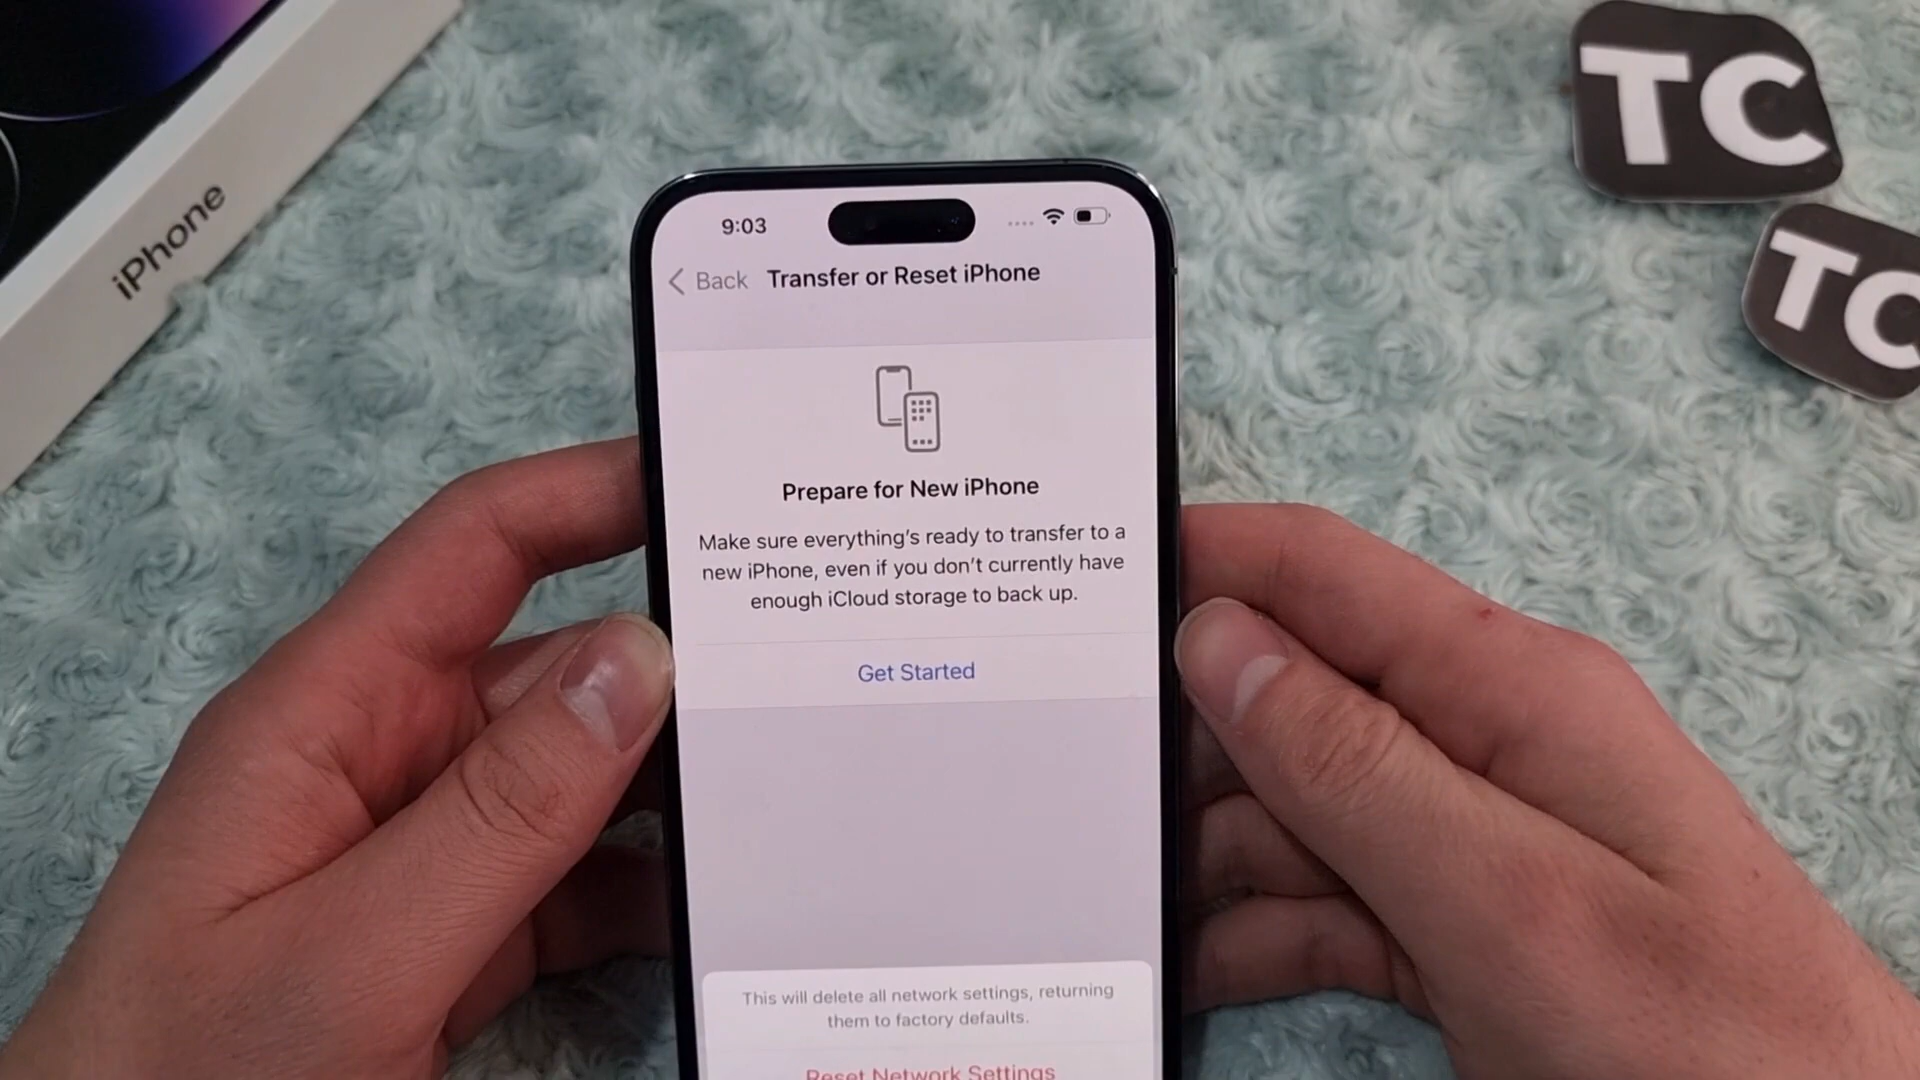 iPhone
TC
TC
9:03
Back
Transfer or Reset iPhone
Prepare for New iPhone
Make sure everything's ready to transfer to a
new iPhone, even if you don't currently have
enough iCloud storage to back up.
Get Started
This will delete all network settings, returning
them to factory defaults.
Reset Network Settings